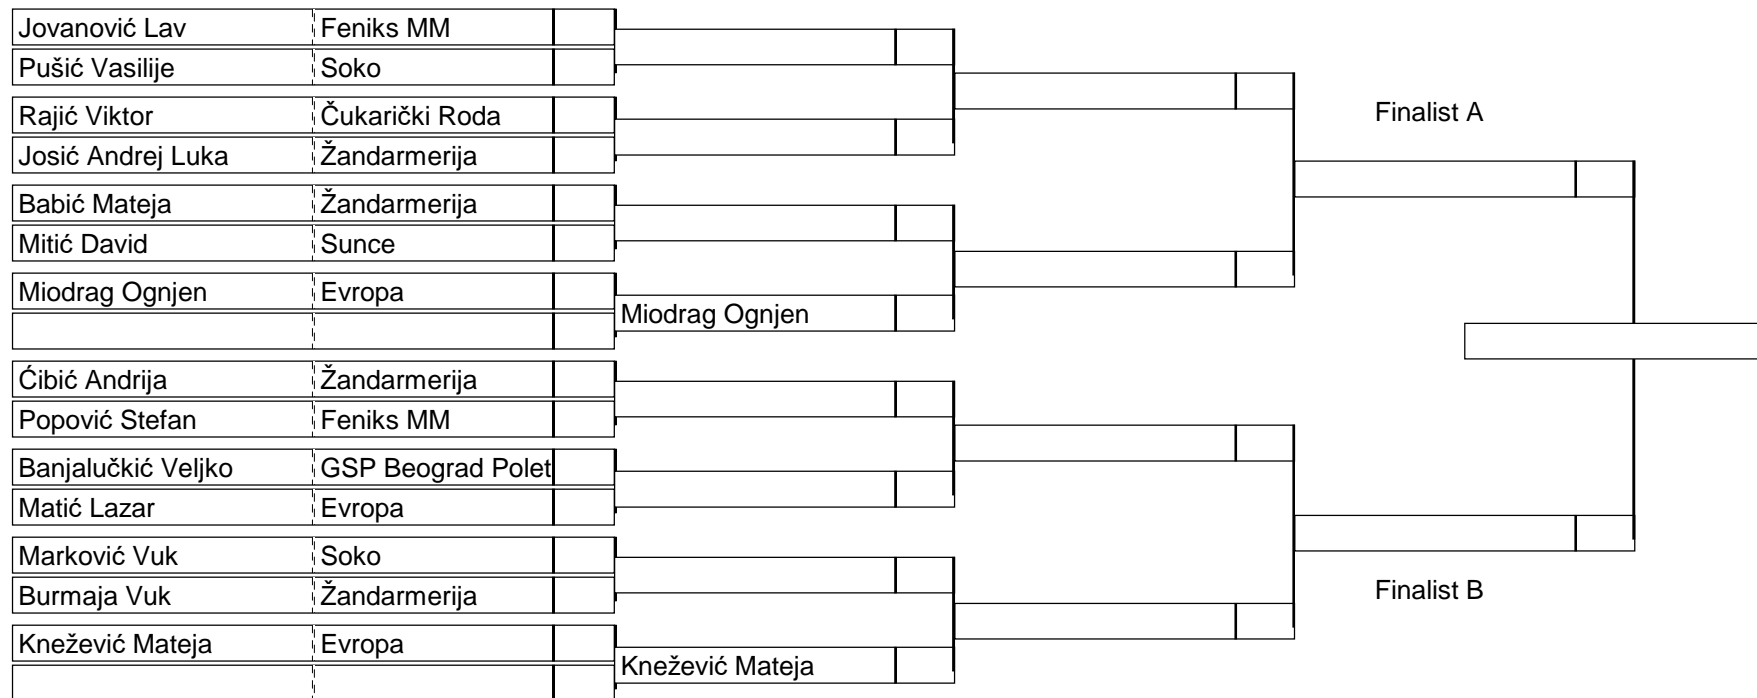 Jovanović Lav Feniks MM
Pušić Vasilije Soko
Rajić Viktor Čukarički Roda
Finalist A
Josić Andrej Luka Žandarmerija
Babić Mateja Žandarmerija
Mitić David Sunce
Miodrag Ognjen Evropa
Miodrag Ognjen
Ćibić Andrija Žandarmerija
Popović Stefan Feniks MM
Banjalučkić Veljko GSP Beograd Polet
Matić Lazar Evropa
Marković Vuk Soko
Burmaja Vuk Žandarmerija
Finalist B
Knežević Mateja Evropa
Knežević Mateja